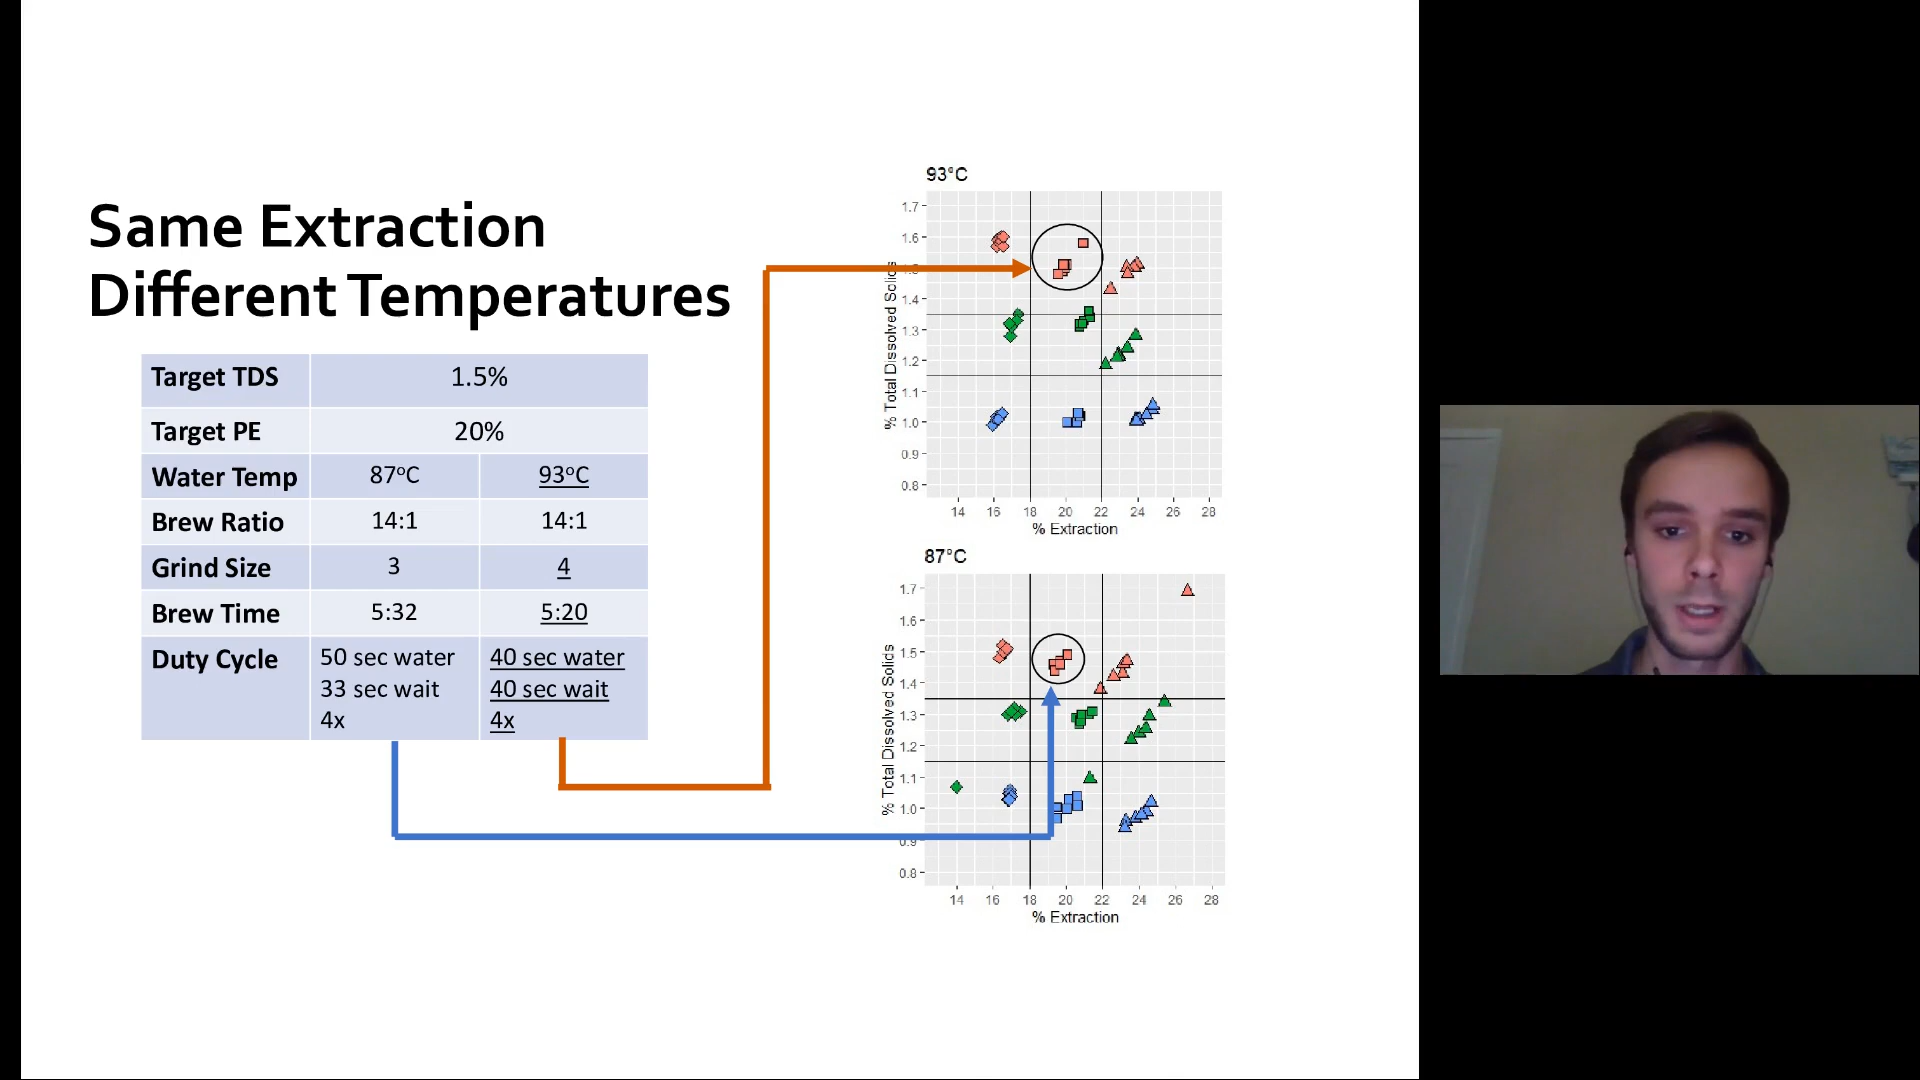 Same Extraction
Different Temperatures
Target TDS 1.5%
Target PE 20%
Water Temp 87°C 93°C
Brew Ratio 14:1 14:1
Grind Size 3 4
Brew Time 5:32 5:20
Duty Cycle 50 sec water 40 sec water
33 sec wait 40 sec wait
4x 4x
93°C
% Total Dissolved Solids
1.7
1.6
1.4
1.3
1.2
1.1
1.0
0.9
0.8
14 16 18 20 22 24 26 28
% Extraction
87°C
% Total Dissolved Solids
1.7
1.6
1.5
1.4
1.3
1.2
1.1
1.0
0.9
0.8
14 16 18 20 22 24 26 28
% Extraction